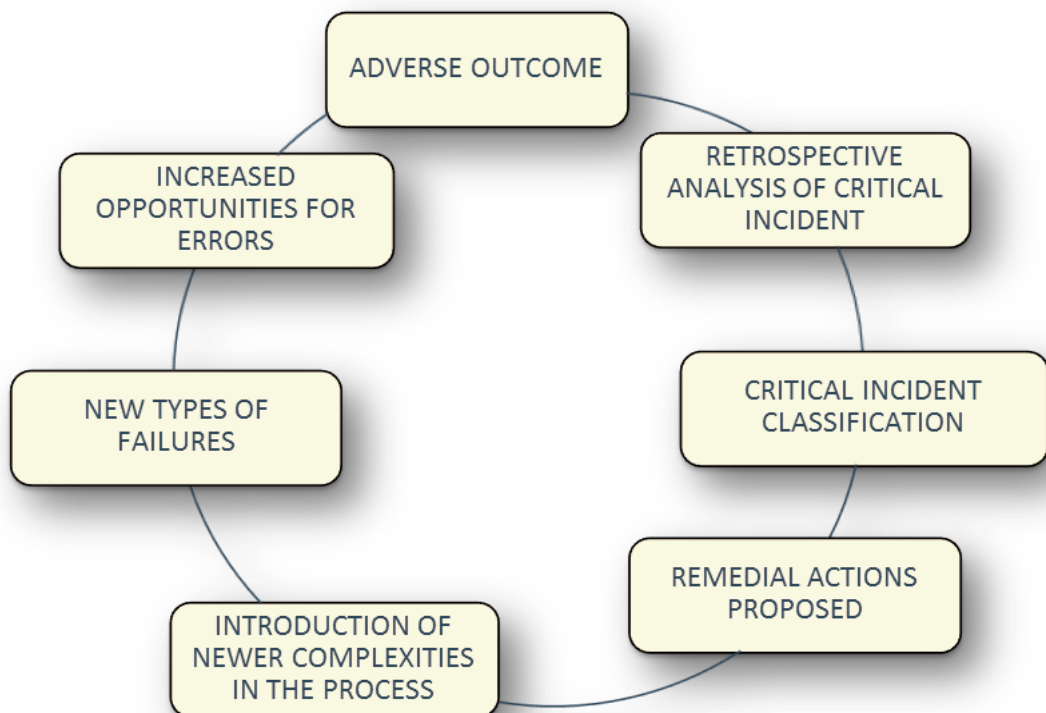 ADVERSE OUTCOME
RETROSPECTIVE
ANALYSIS OF CRITICAL
INCIDENT
CRITICAL INCIDENT
CLASSIFICATION
REMEDIAL ACTIONS
PROPOSED
INTRODUCTION OF
NEWER COMPLEXITIES
IN THE PROCESS
NEW TYPES OF
FAILURES
INCREASED
OPPORTUNITIES FOR
ERRORS